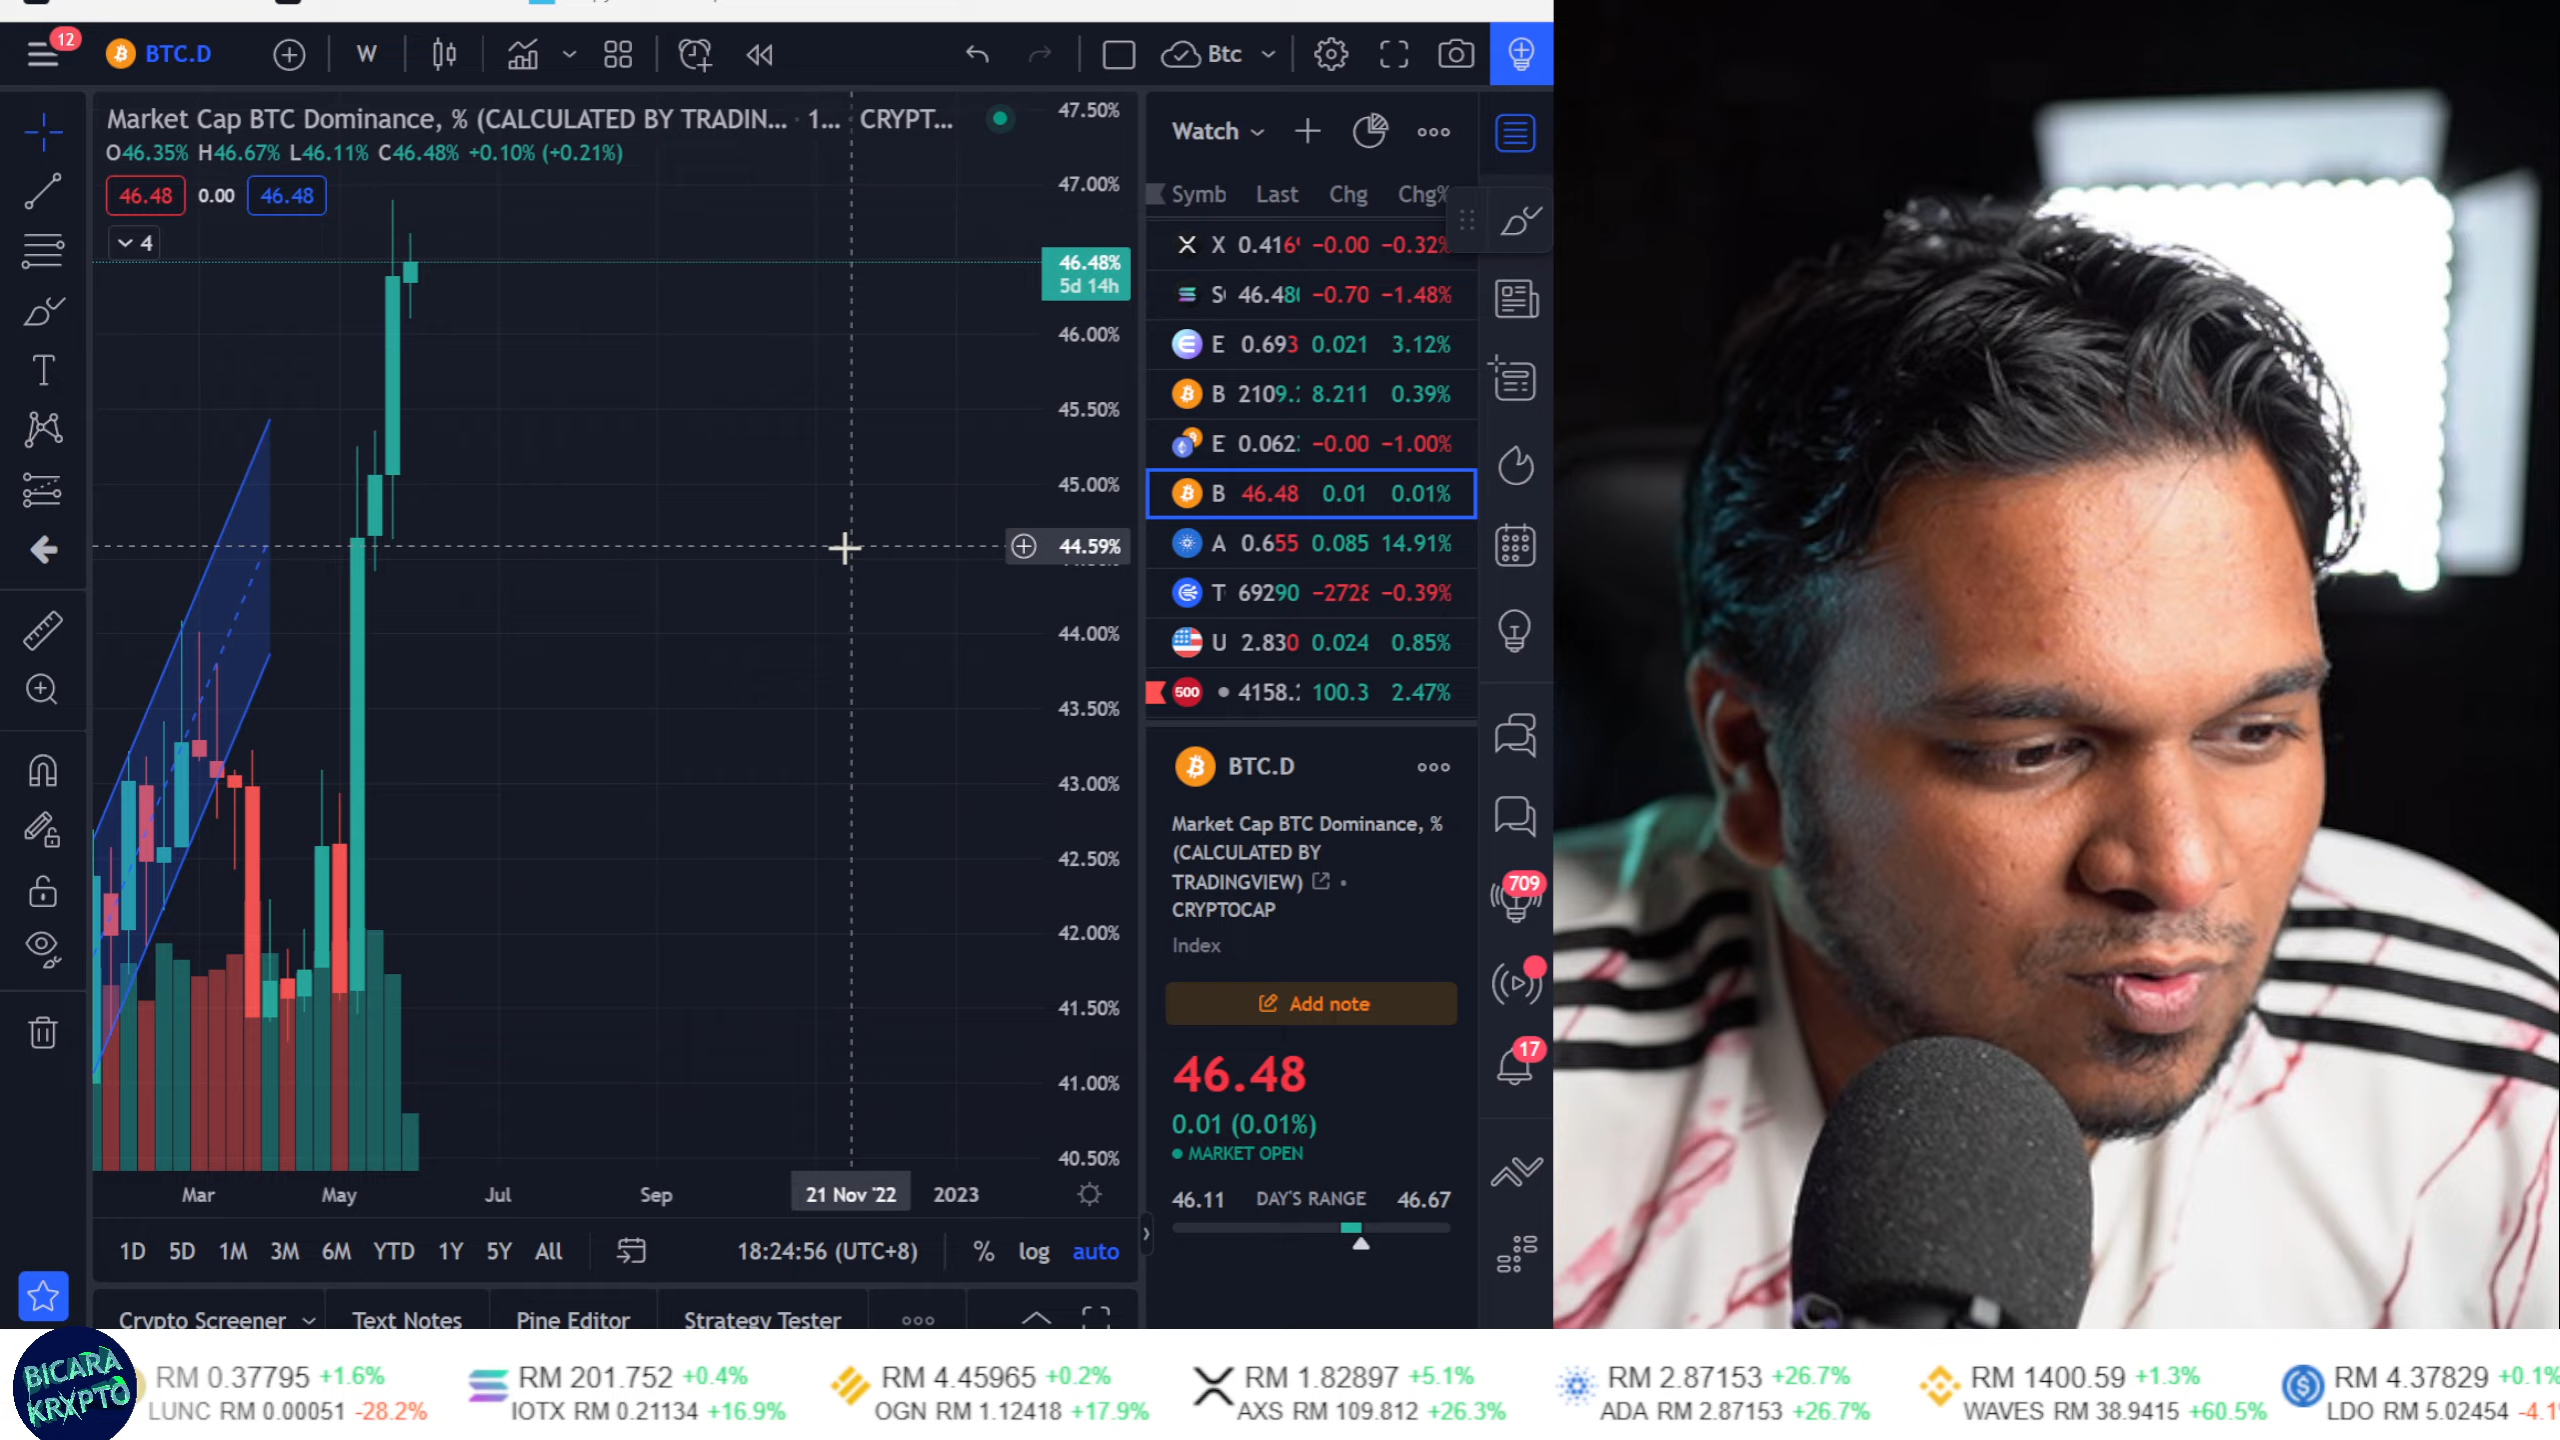 12
BTC.D
W
Btc
Market Cap BTC Dominance, % (CALCULATED BY TRADIN... · 1... · CRYPT...
O46.35% H46.67% L46.11% C46.48% +0.10% (+0.21%)
46.48 0.00 46.48
4
47.50%
47.00%
46.48%
5d 14h
46.00%
45.50%
45.00%
44.59%
44.00%
43.50%
43.00%
42.50%
42.00%
41.50%
41.00%
40.50%
Mar May Jul Sep 21 Nov '22 2023
1D 5D 1M 3M 6M YTD 1Y 5Y All 18:24:56 (UTC+8) % log auto
Crypto Screener Text Notes Pine Editor Strategy Tester
Watch
Symb Last Chg Chg%
X 0.416 −0.00 −0.32%
S 46.48 −0.70 −1.48%
E 0.693 0.021 3.12%
B 2109. 8.211 0.39%
E 0.062 −0.00 −1.00%
B 46.48 0.01 0.01%
A 0.655 0.085 14.91%
T 69290 −2728 −0.39%
U 2.830 0.024 0.85%
500 4158. 100.3 2.47%
BTC.D
Market Cap BTC Dominance, %
(CALCULATED BY
TRADINGVIEW) •
CRYPTOCAP
Index
Add note
46.48
0.01 (0.01%)
MARKET OPEN
46.11 DAY'S RANGE 46.67
709
17
BICARA
KRYPTO
RM 0.37795 +1.6% RM 201.752 +0.4% RM 4.45965 +0.2% RM 1.82897 +5.1% RM 2.87153 +26.7% RM 1400.59 +1.3% RM 4.37829 +0.1%
LUNC RM 0.00051 -28.2% IOTX RM 0.21134 +16.9% OGN RM 1.12418 +17.9% AXS RM 109.812 +26.3% ADA RM 2.87153 +26.7% WAVES RM 38.9415 +60.5% LDO RM 5.02454 -4.1